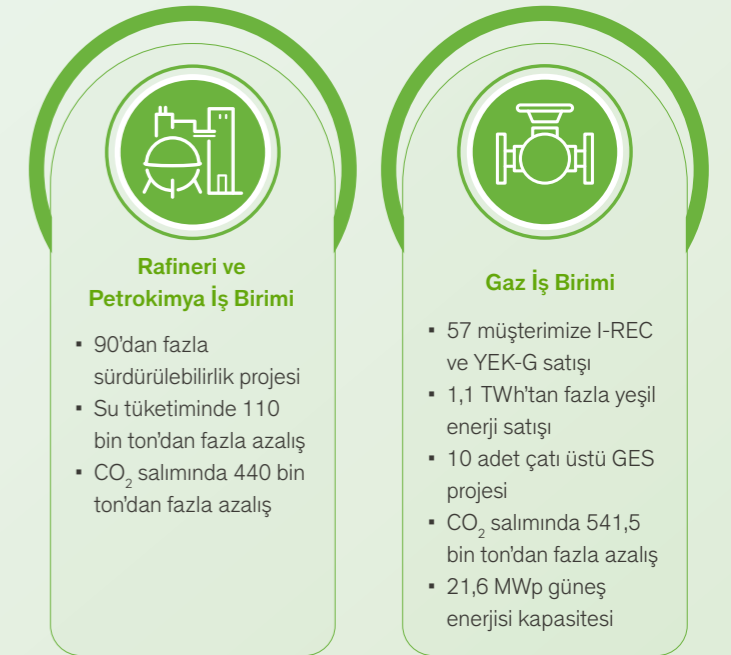 Rafineri ve
Petrokimya İş Birimi
▪ 90’dan fazla
sürdürülebilirlik projesi
▪ Su tüketiminde 110
bin ton’dan fazla azalış
▪ CO₂ salımında 440 bin
ton’dan fazla azalış
Gaz İş Birimi
▪ 57 müşterimize I-REC
ve YEK-G satışı
▪ 1,1 TWh’tan fazla yeşil
enerji satışı
▪ 10 adet çatı üstü GES
projesi
▪ CO₂ salımında 541,5
bin ton’dan fazla azalış
▪ 21,6 MWp güneş
enerjisi kapasitesi